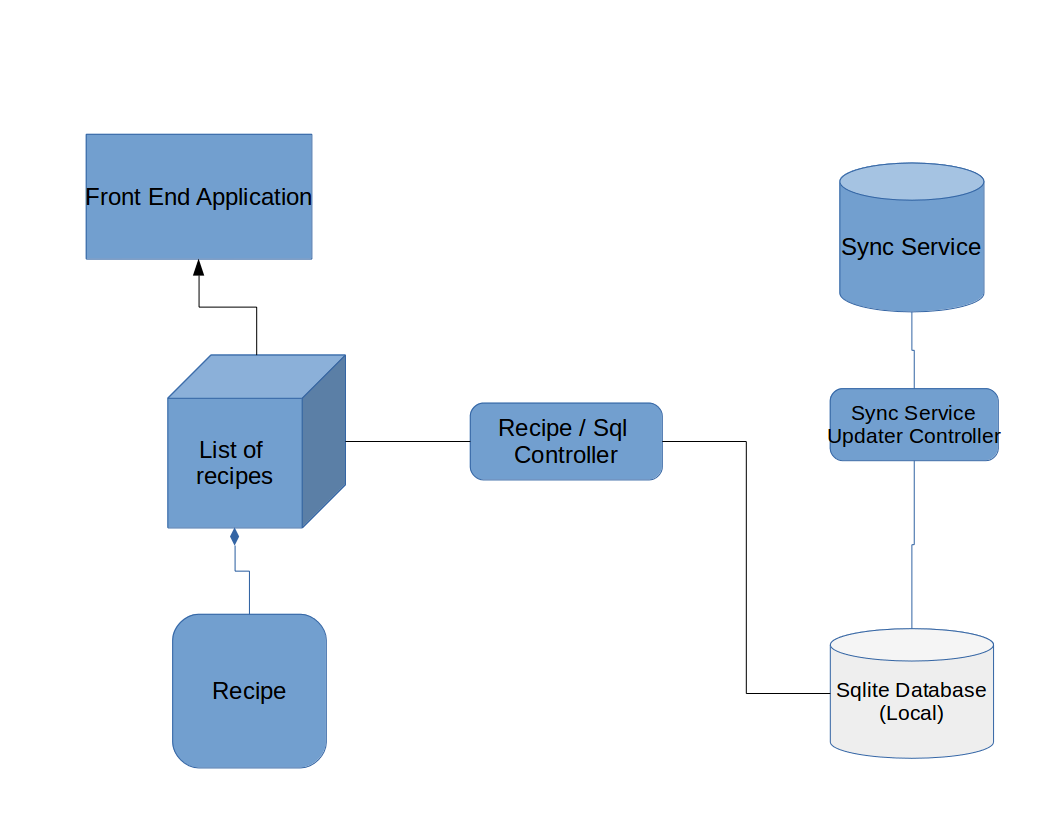 Front End Application
Sync Service
List of
recipes
Recipe / Sql
Controller
Sync Service
Updater Controller
Recipe
Sqlite Database
(Local)